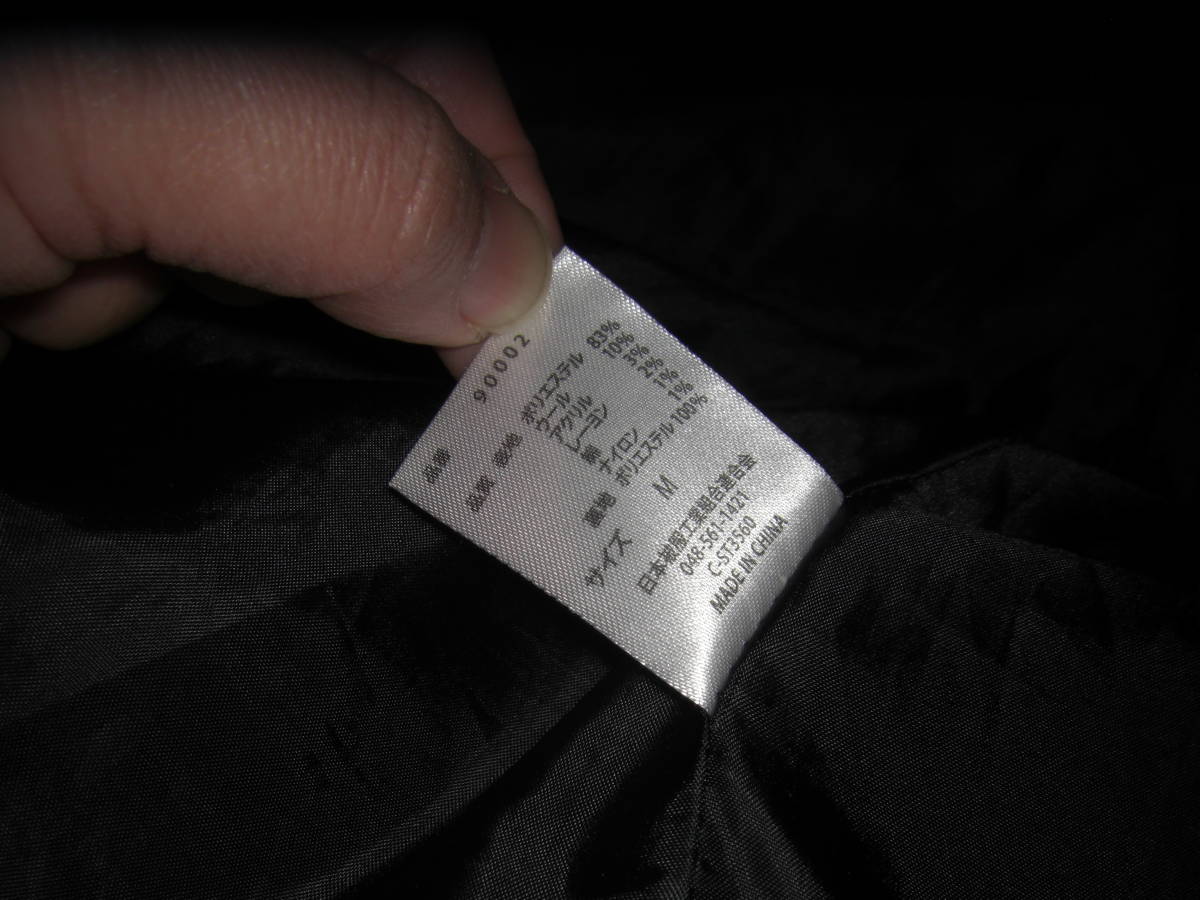 品番 90002
品質 表地 ポリエステル 83%
ウール 10%
アクリル 3%
レーヨン 2%
綿 1%
ナイロン 1%
裏地 ポリエステル 100%
サイズ M
日本被服工業組合連合会
048-561-1421
C-ST3560
MADE IN CHINA